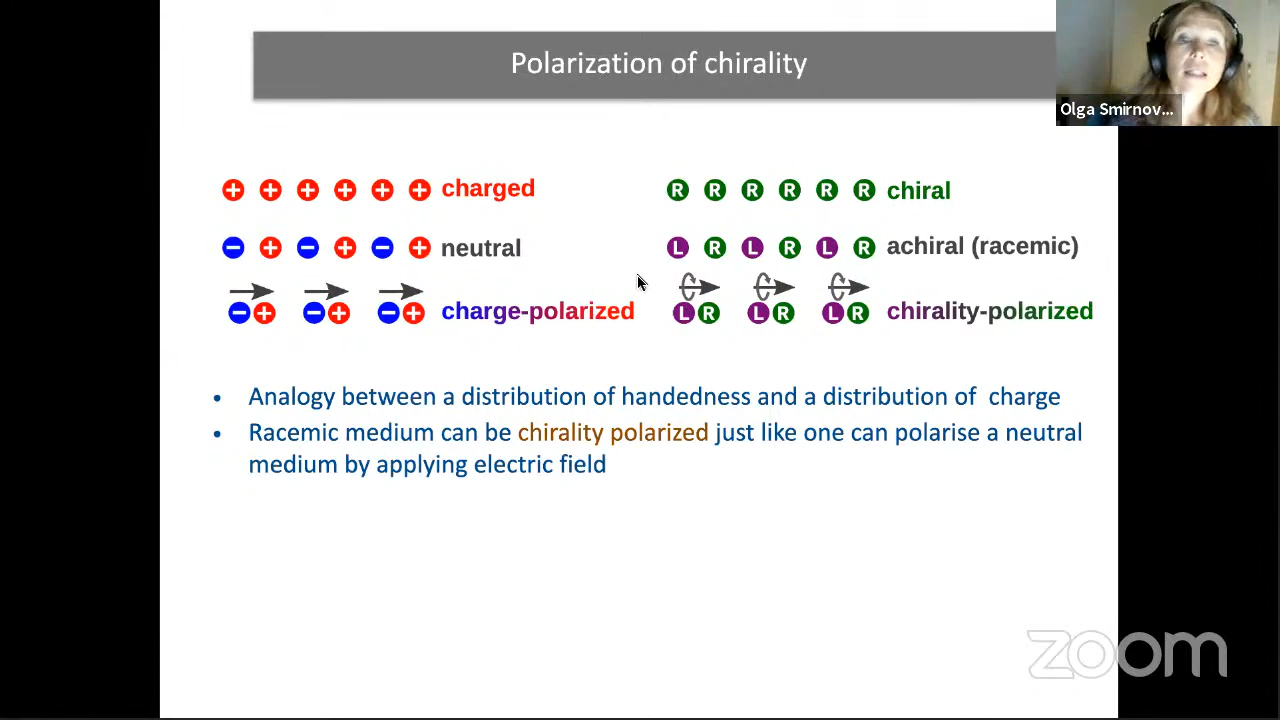 Polarization of chirality
Olga Smirnov...
+ + + + + + charged
R R R R R R chiral
− + − + − + neutral
L R L R L R achiral (racemic)
− + − + − + charge-polarized
L R L R L R chirality-polarized
• Analogy between a distribution of handedness and a distribution of charge
• Racemic medium can be chirality polarized just like one can polarise a neutral
medium by applying electric field
zoom